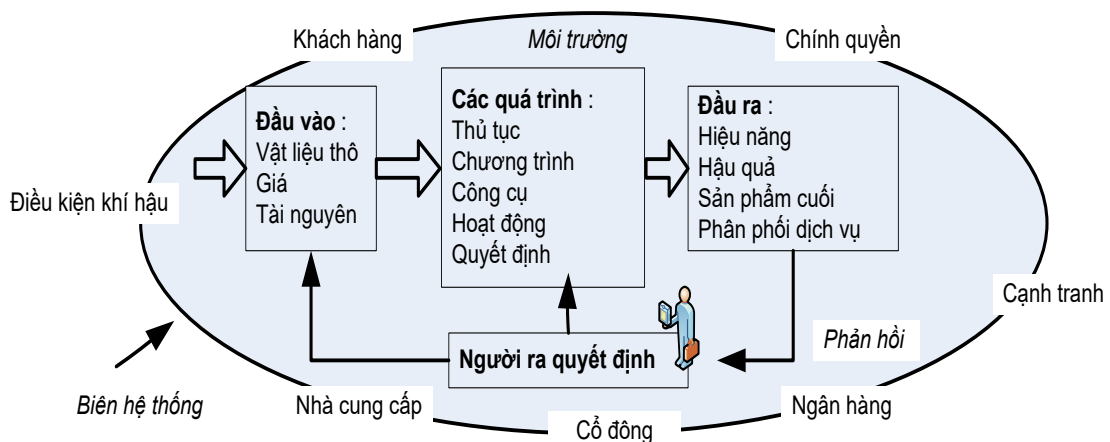 Khách hàng
Môi trường
Chính quyền
Đầu vào :
Vật liệu thô
Giá
Tài nguyên
Các quá trình :
Thủ tục
Chương trình
Công cụ
Hoạt động
Quyết định
Đầu ra :
Hiệu năng
Hậu quả
Sản phẩm cuối
Phân phối dịch vụ
Điều kiện khí hậu
Cạnh tranh
Người ra quyết định
Phản hồi
Biên hệ thống
Nhà cung cấp
Cổ đông
Ngân hàng